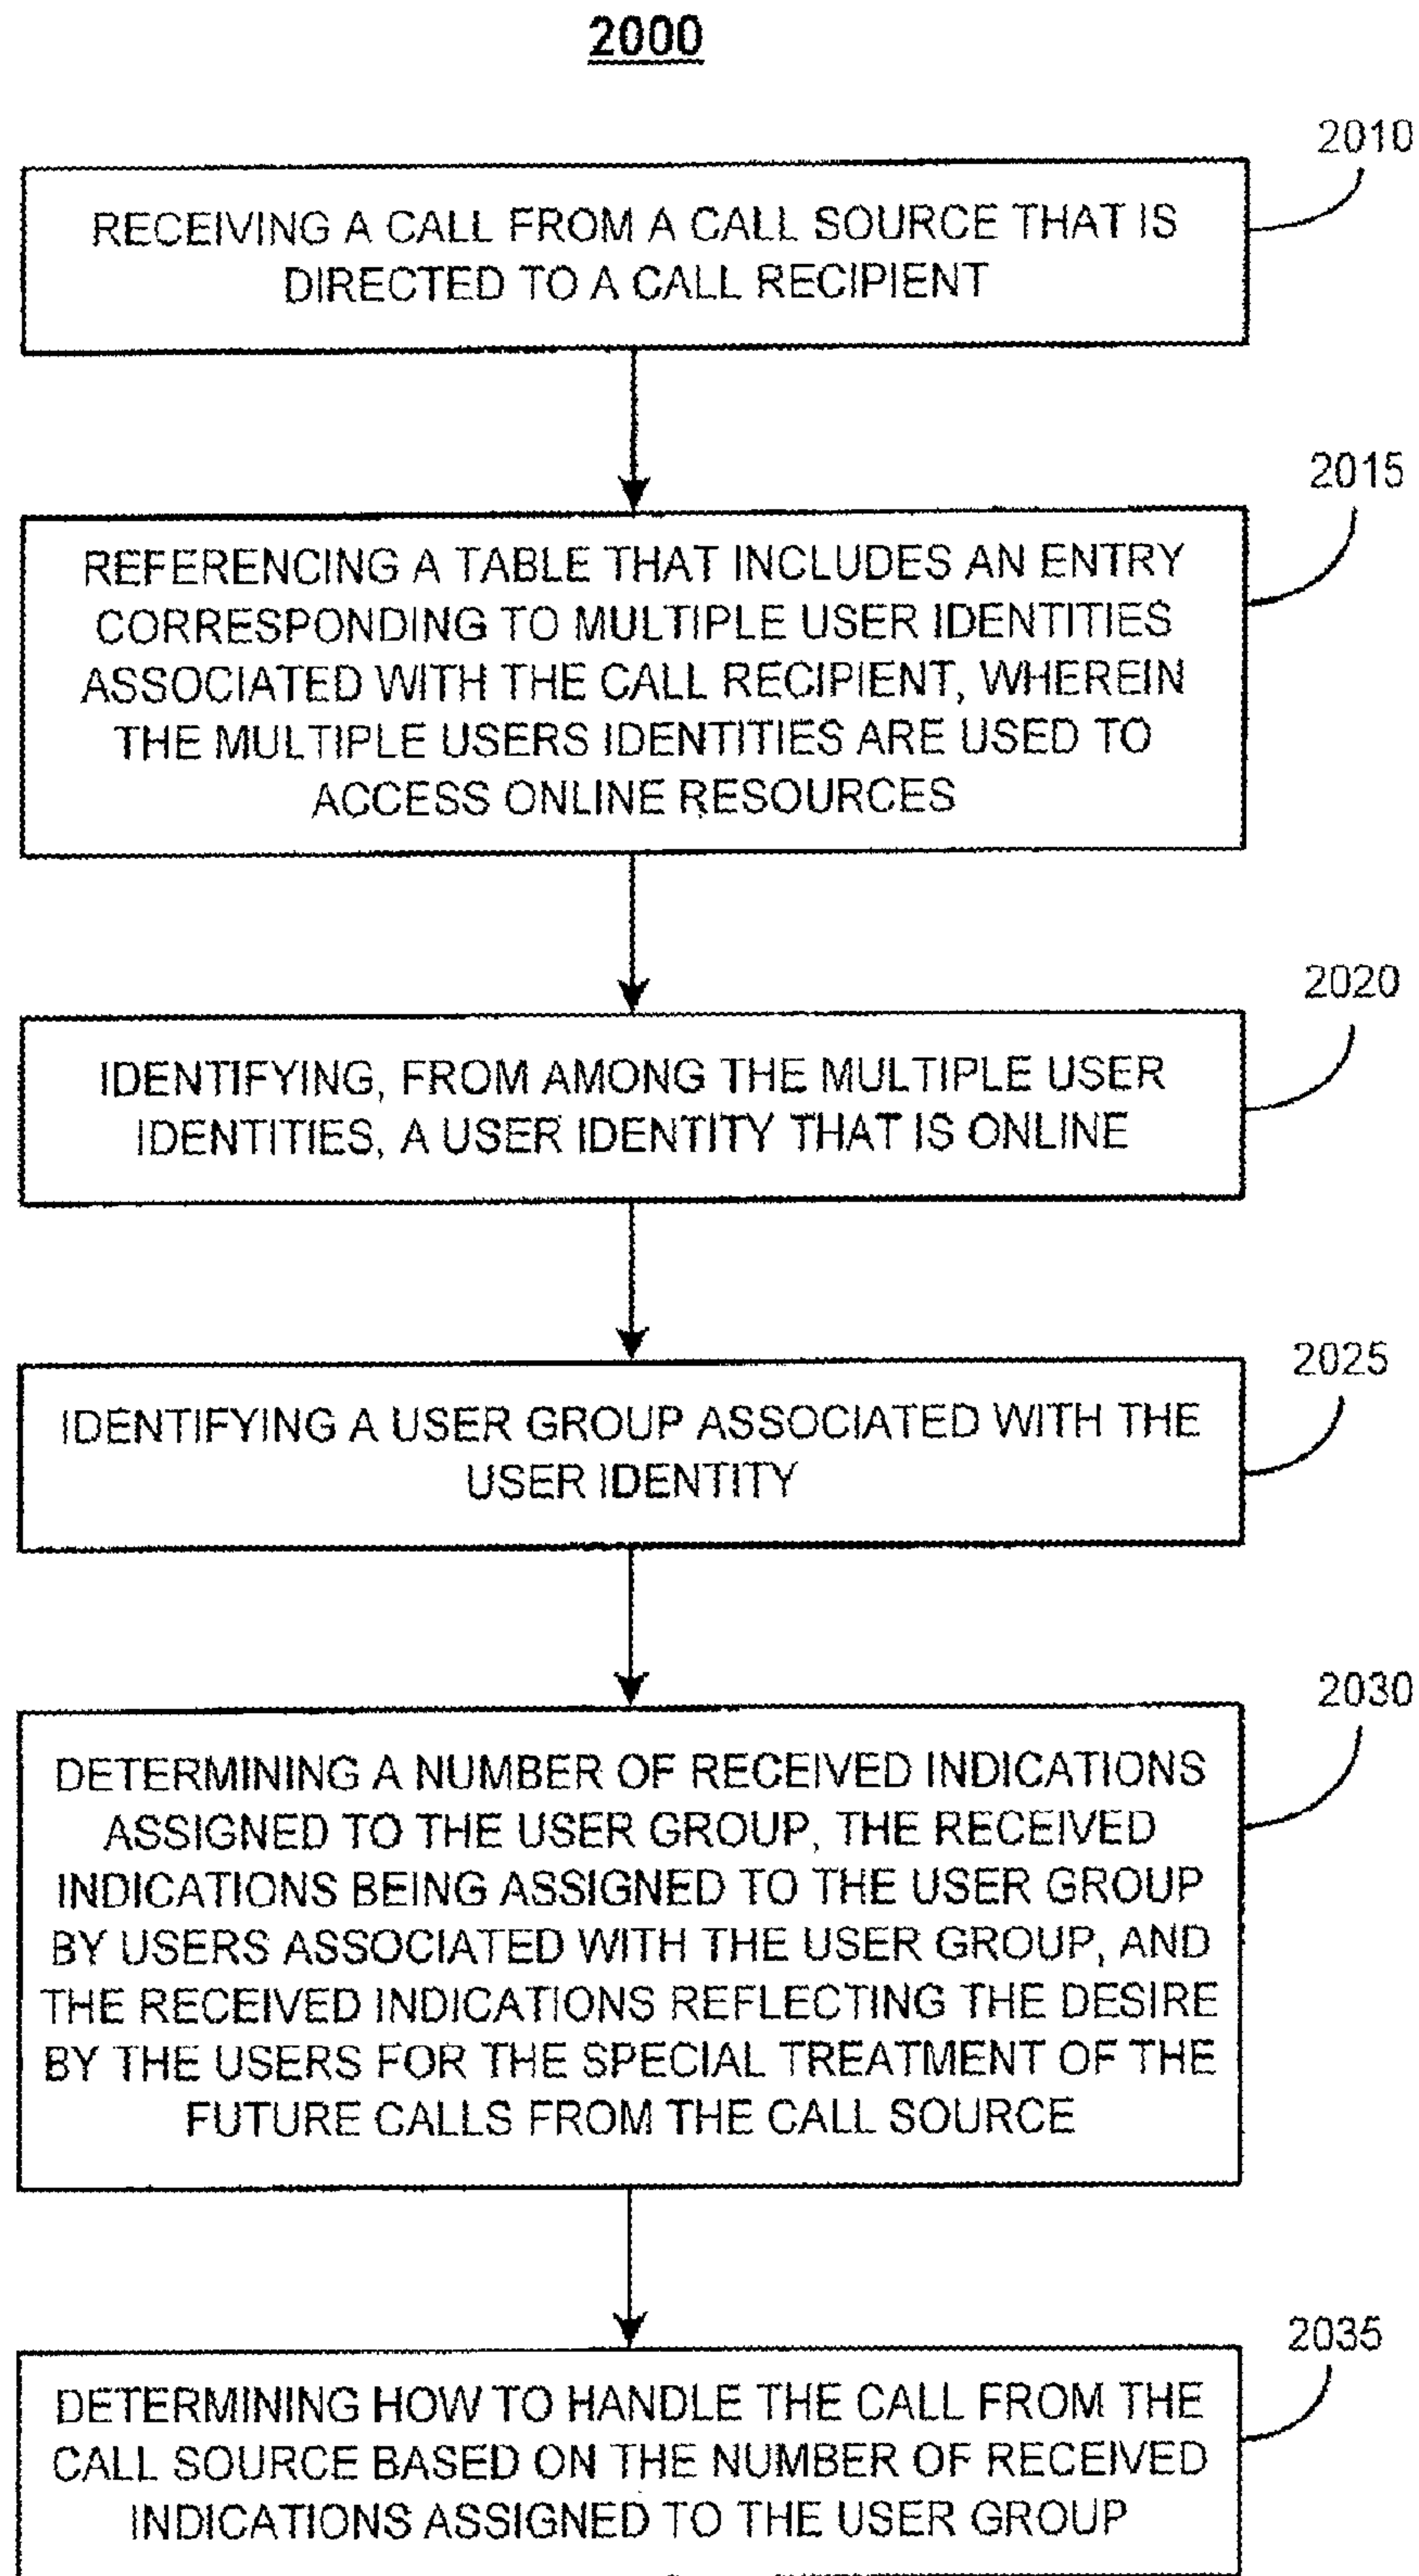 2000
2010
RECEIVING A CALL FROM A CALL SOURCE THAT IS
DIRECTED TO A CALL RECIPIENT
2015
REFERENCING A TABLE THAT INCLUDES AN ENTRY
CORRESPONDING TO MULTIPLE USER IDENTITIES
ASSOCIATED WITH THE CALL RECIPIENT, WHEREIN
THE MULTIPLE USERS IDENTITIES ARE USED TO
ACCESS ONLINE RESOURCES
2020
IDENTIFYING, FROM AMONG THE MULTIPLE USER
IDENTITIES, A USER IDENTITY THAT IS ONLINE
2025
IDENTIFYING A USER GROUP ASSOCIATED WITH THE
USER IDENTITY
2030
DETERMINING A NUMBER OF RECEIVED INDICATIONS
ASSIGNED TO THE USER GROUP, THE RECEIVED
INDICATIONS BEING ASSIGNED TO THE USER GROUP
BY USERS ASSOCIATED WITH THE USER GROUP, AND
THE RECEIVED INDICATIONS REFLECTING THE DESIRE
BY THE USERS FOR THE SPECIAL TREATMENT OF THE
FUTURE CALLS FROM THE CALL SOURCE
2035
DETERMINING HOW TO HANDLE THE CALL FROM THE
CALL SOURCE BASED ON THE NUMBER OF RECEIVED
INDICATIONS ASSIGNED TO THE USER GROUP